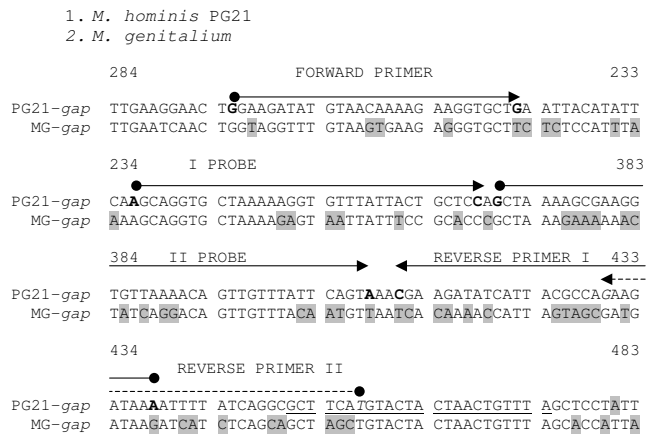 1. M. hominis PG21
2. M. genitalium
284 FORWARD PRIMER 233
PG21-gap TTGAAGGAACT TGGAAGATAT GTAACAAAAG AAGGTGCTGA ATTACATATT
MG-gap TTGAATCAACT GGTAGGTTT GTAAGTGAAG AGGGTGCTTC TCTCCATTTA
234 I PROBE 383
PG21-gap CAAGCAGGTG CTAAAAAGGT GTTTATTACT GCTCCAGCTA AAAGCGAAGG
MG-gap AAAGCAGGTG CTAAAAGAGT AATTATTTCC GCACCCGCTA AAGAAAAAAC
384 II PROBE REVERSE PRIMER I 433
PG21-gap TGTTAAAACA GTTGTTTATT CAGTAAACGA AGATATCATT ACGCCAGAAG
MG-gap TATCAGGACA GTTGTTTACA ATGTTAATCA CAAAACCATT AGTAGCGATG
434 REVERSE PRIMER II 483
PG21-gap ATAAAATTTT ATCAGGCGCT TCATGTACTA CTAACTGTTT AGCTCCTATT
MG-gap ATAAGATCAT CTCAGCAGCT AGCTGTACTA CTAACTGTTT AGCACCATTA